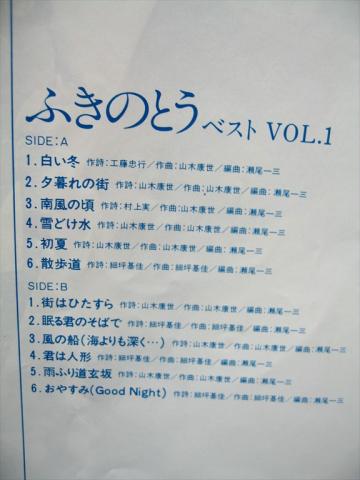 ふきのとう ベスト VOL.1
SIDE:A
1.白い冬 作詩:工藤忠行/作曲:山木康世/編曲:瀬尾一三
2.夕暮れの街 作詩:山木康世/作曲:山木康世/編曲:瀬尾一三
3.南風の頃 作詩:村上実/作曲:山木康世/編曲:瀬尾一三
4.雪どけ水 作詩:山木康世/作曲:山木康世/編曲:瀬尾一三
5.初夏 作詩:山木康世/作曲:山木康世/編曲:瀬尾一三
6.散歩道 作詩:細坪基佳/作曲:細坪基佳/編曲:瀬尾一三
SIDE:B
1.街はひたすら 作詩:山木康世/作曲:山木康世/編曲:瀬尾一三
2.眠る君のそばで 作詩:細坪基佳/作曲:細坪基佳/編曲:瀬尾一三
3.風の船(海よりも深く…) 作詩:山木康世/作曲:山木康世/編曲:瀬尾一三
4.君は人形 作詩:細坪基佳/作曲:細坪基佳/編曲:瀬尾一三
5.雨ふり道玄坂 作詩:山木康世/作曲:山木康世/編曲:瀬尾一三
6.おやすみ(Good Night) 作詩:細坪基佳/作曲:細坪基佳/編曲:瀬尾一三